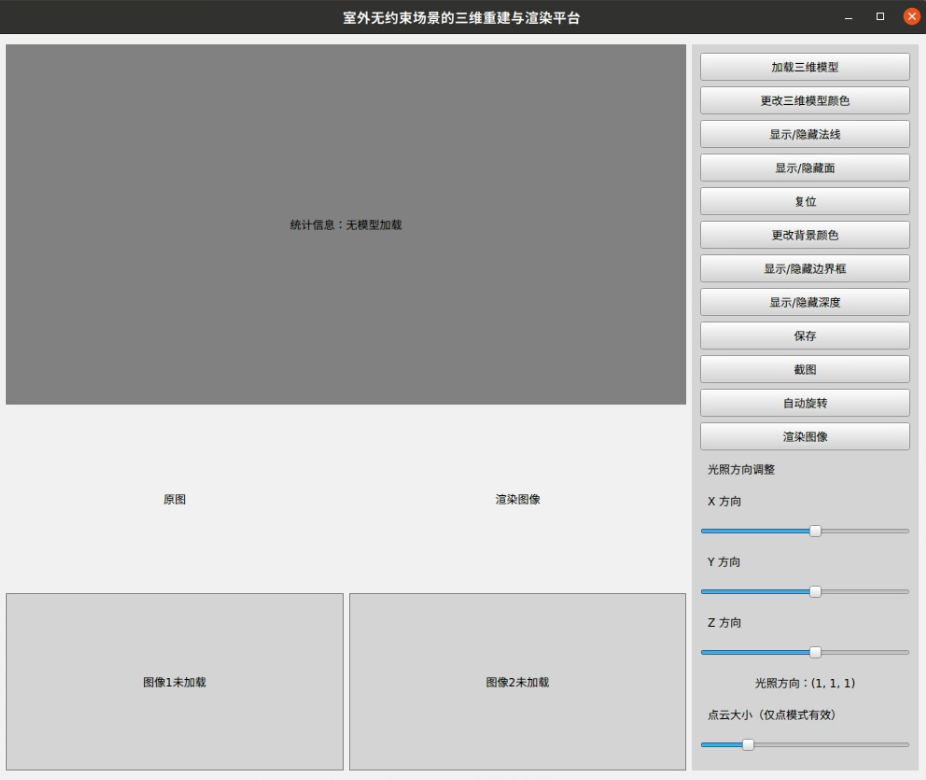 室外无约束场景的三维重建与渲染平台
统计信息：无模型加载
原图
渲染图像
图像1未加载
图像2未加载
加载三维模型
更改三维模型颜色
显示/隐藏法线
显示/隐藏面
复位
更改背景颜色
显示/隐藏边界框
显示/隐藏深度
保存
截图
自动旋转
渲染图像
光照方向调整
X 方向
Y 方向
Z 方向
光照方向：(1, 1, 1)
点云大小（仅点模式有效）